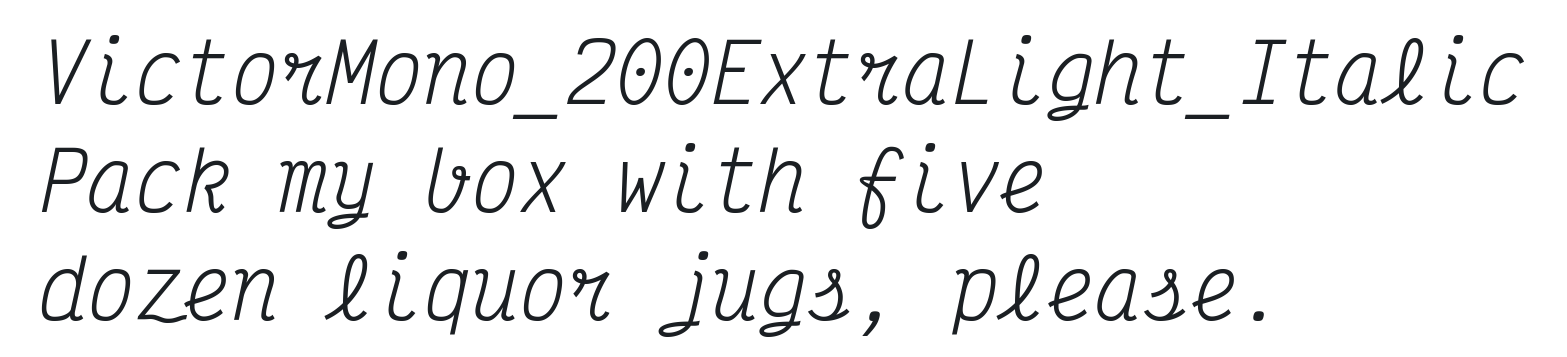 VictorMono_200ExtraLight_Italic
Pack my box with five
dozen liquor jugs, please.